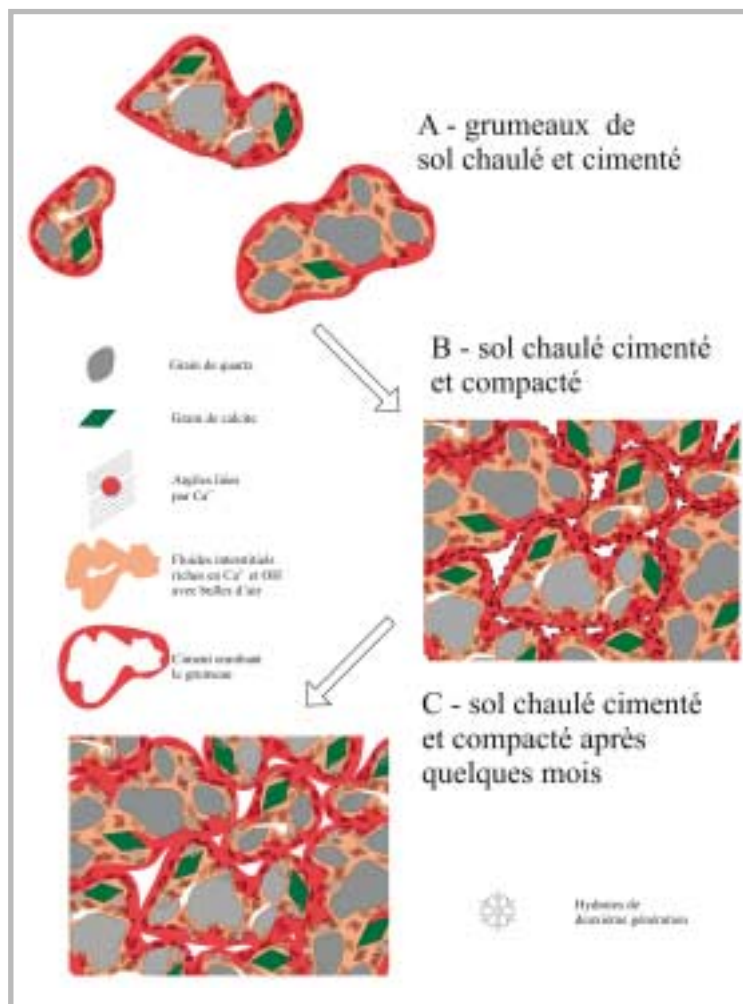 A - grumeaux de
sol chaulé et cimenté
B - sol chaulé cimenté
et compacté
Grain de quartz
Grain de calcite
Argiles liées
par Ca
Fluides interstitiels
riches en Ca et OH
avec bulles d'air
Ciment enrobant
le grumeau
C - sol chaulé cimenté
et compacté après
quelques mois
Hydrates de
deuxième génération